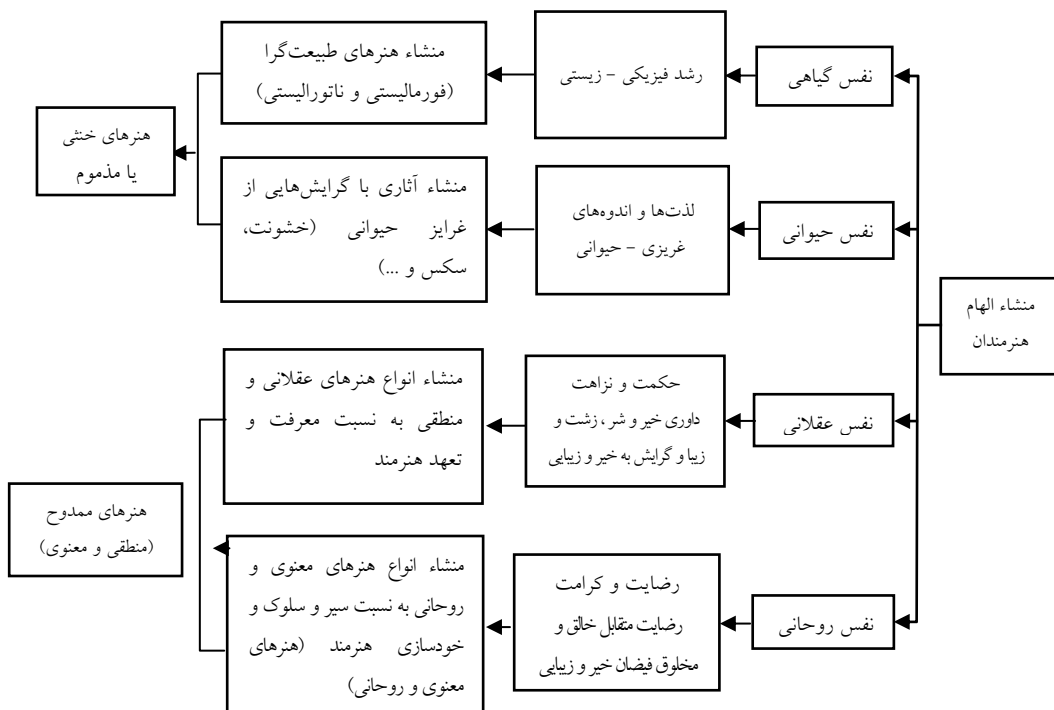 منشاء الهام
هنرمندان
نفس گیاهی
رشد فیزیکی - زیستی
منشاء هنرهای طبیعت‌گرا
(فورمالیستی و ناتورالیستی)
نفس حیوانی
لذت‌ها و اندوه‌های
غریزی - حیوانی
منشاء آثاری با گرایش‌هایی از
غرایز حیوانی (خشونت،
سکس و ...)
هنرهای خنثی
یا مذموم
نفس عقلانی
حکمت و نزاهت
داوری خیر و شر ، زشت و
زیبا و گرایش به خیر و زیبایی
منشاء انواع هنرهای عقلانی و
منطقی به نسبت معرفت و
تعهد هنرمند
نفس روحانی
رضایت و کرامت
رضایت متقابل خالق و
مخلوق فیضان خیر و زیبایی
منشاء انواع هنرهای معنوی و
روحانی به نسبت سیر و سلوک و
خودسازی هنرمند (هنرهای
معنوی و روحانی)
هنرهای ممدوح
(منطقی و معنوی)